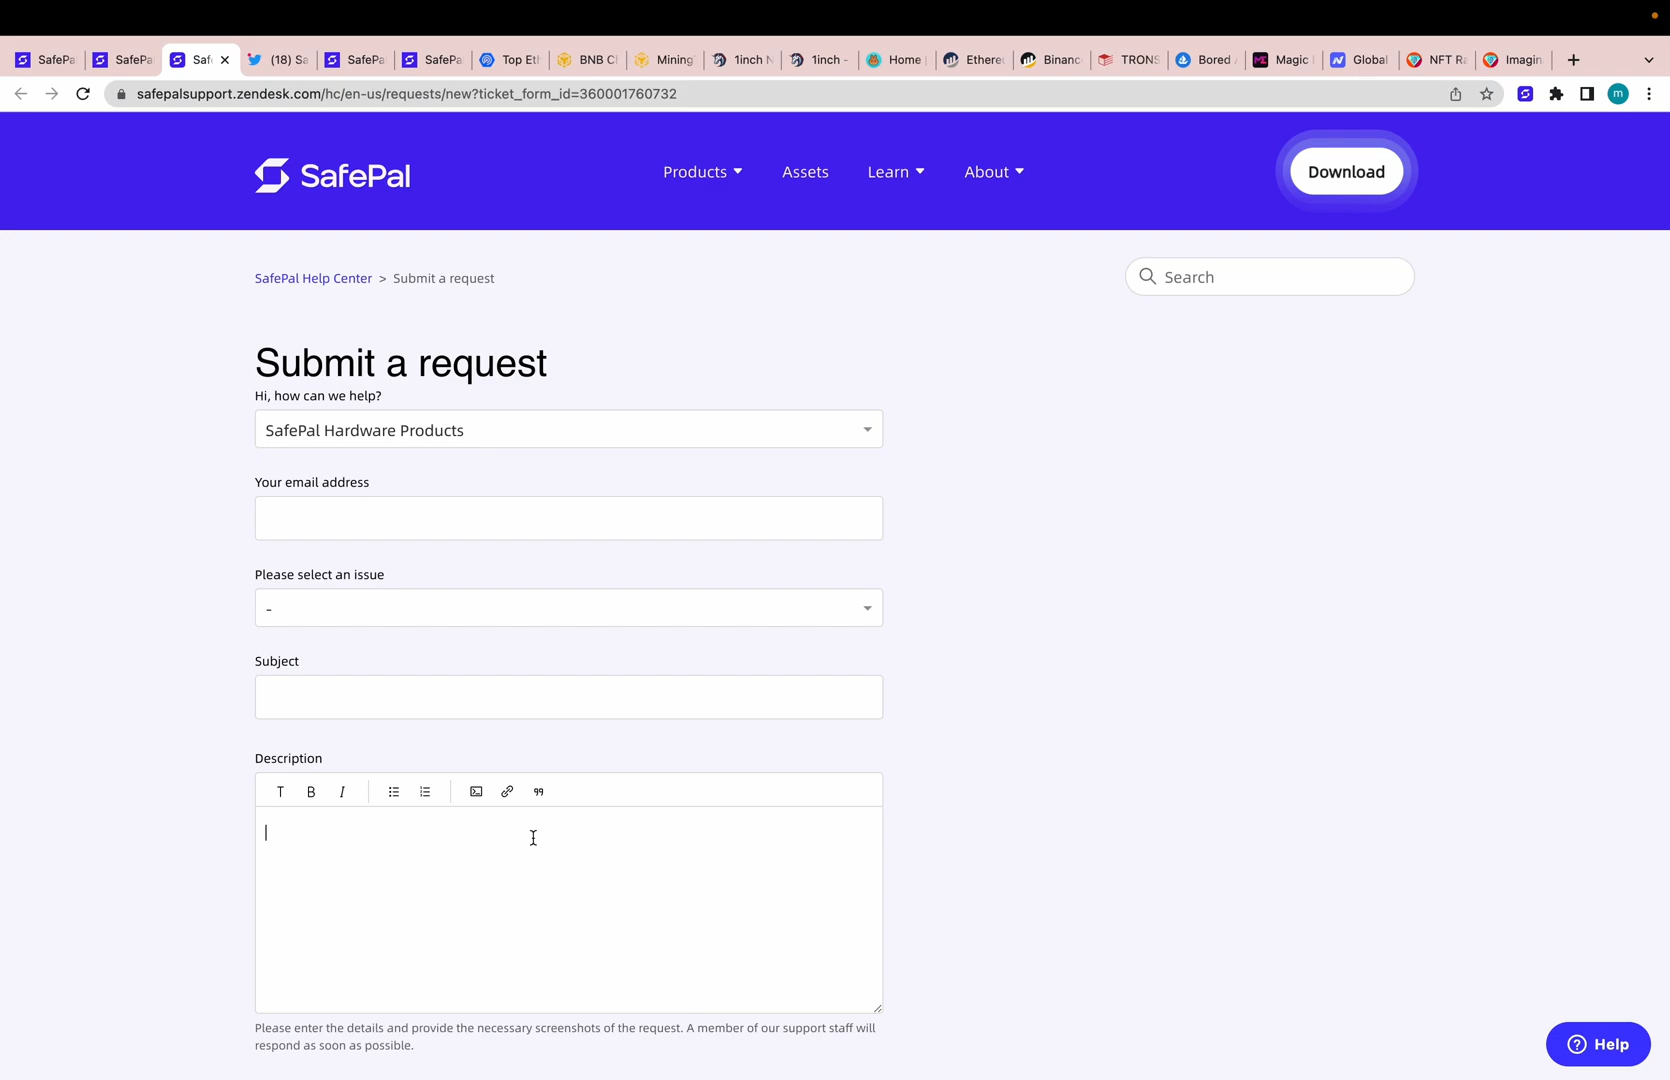 SafePa
SafePa
Saf
(18) Sa
SafePa
SafePa
Top Et
BNB C
Mining
1inch N
1inch -
Home
Ethere
Binanc
TRONS
Bored
Magic
Global
NFT Ra
Imagin
safepalsupport.zendesk.com/hc/en-us/requests/new?ticket_form_id=360001760732
m
SafePal
Products
Assets
Learn
About
Download
SafePal Help Center > Submit a request
Search
Submit a request
Hi, how can we help?
SafePal Hardware Products
Your email address
Please select an issue
-
Subject
Description
T B I
Please enter the details and provide the necessary screenshots of the request. A member of our support staff will
respond as soon as possible.
Help